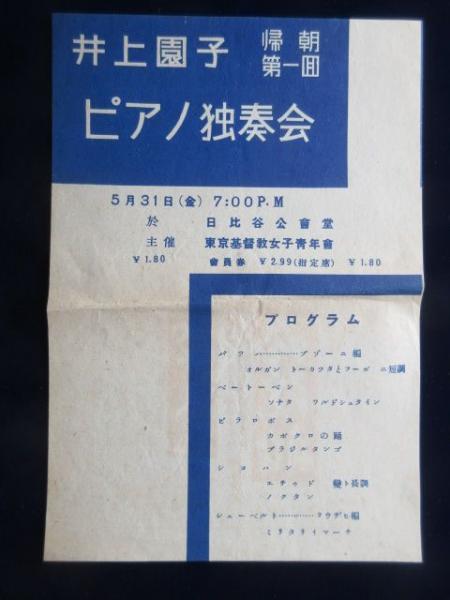 井上園子 帰朝第一回
ピアノ独奏会
5月31日(金) 7:00P.M
於 日比谷公會堂
主催 東京基督敎女子靑年會
¥1.80 會員券 ¥2.99(指定席) ¥1.80
プログラム
バッハ…………ブゾーニ編
オルガン トーカツタとフーガ ニ短調
ベートーベン
ソナタ ワルドシュタイン
ビラロボス
カボクロの踊
ブラジルタンゴ
ショパン
エチゥド 變ト長調
ノクタン
シューベルト…………タウヂヒ編
ミリタリイマーチ